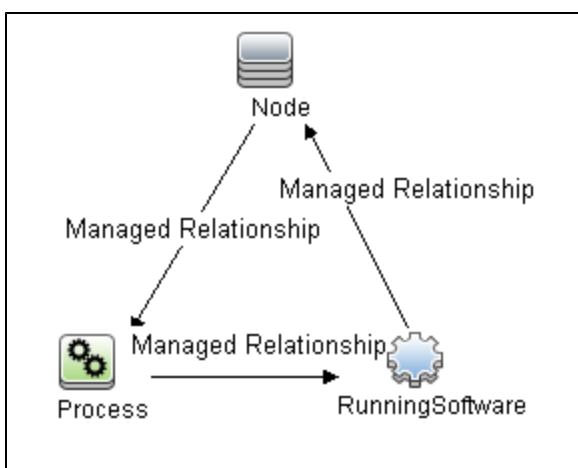 Node
Managed Relationship
Managed Relationship
Managed Relationship
Process
RunningSoftware